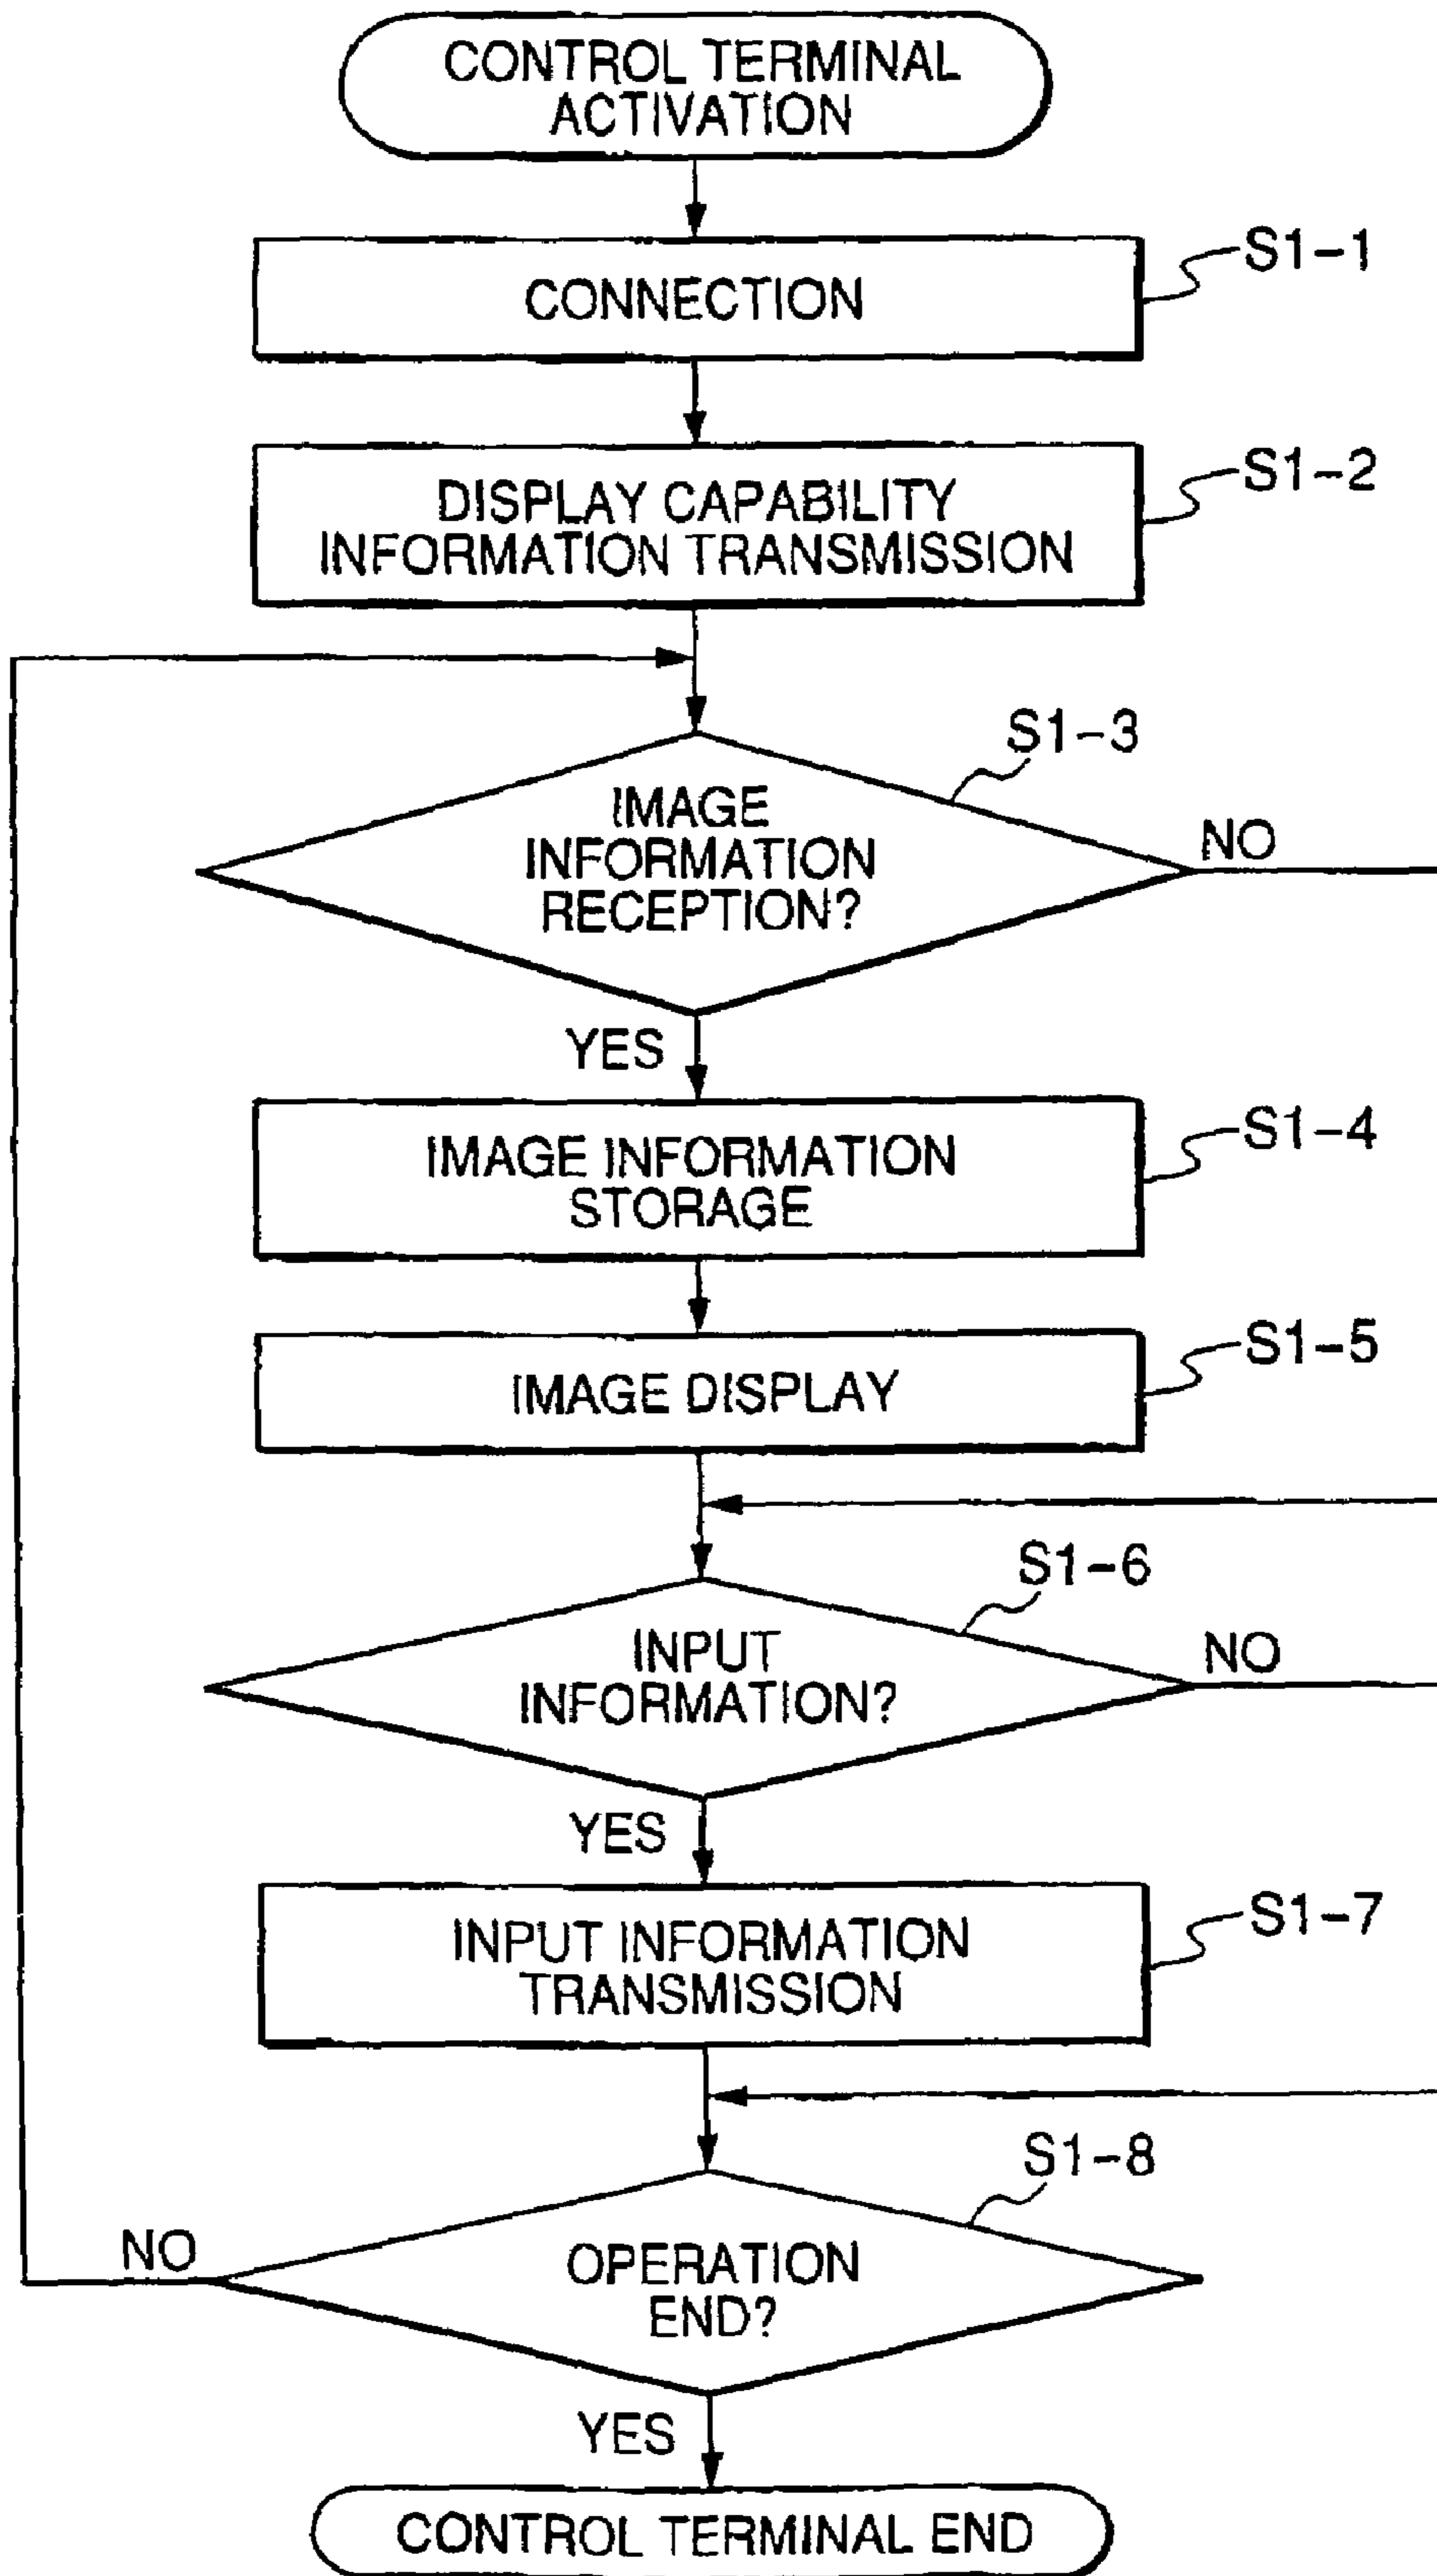 CONTROL TERMINAL
ACTIVATION
CONNECTION
S1-1
DISPLAY CAPABILITY
INFORMATION TRANSMISSION
S1-2
S1-3
IMAGE
INFORMATION
RECEPTION?
NO
YES
IMAGE INFORMATION
STORAGE
S1-4
IMAGE DISPLAY
S1-5
S1-6
INPUT
INFORMATION?
NO
YES
INPUT INFORMATION
TRANSMISSION
S1-7
S1-8
OPERATION
END?
NO
YES
CONTROL TERMINAL END